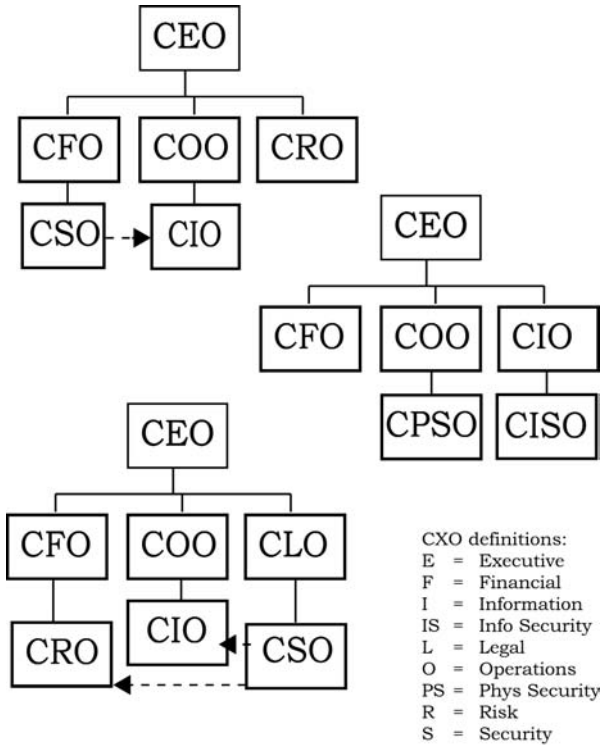 CEO
CFO COO CRO
CSO CIO
CEO
CFO COO CIO
CPSO CISO
CEO
CFO COO CLO
CRO CIO CSO
CXO definitions:
E = Executive
F = Financial
I = Information
IS = Info Security
L = Legal
O = Operations
PS = Phys Security
R = Risk
S = Security